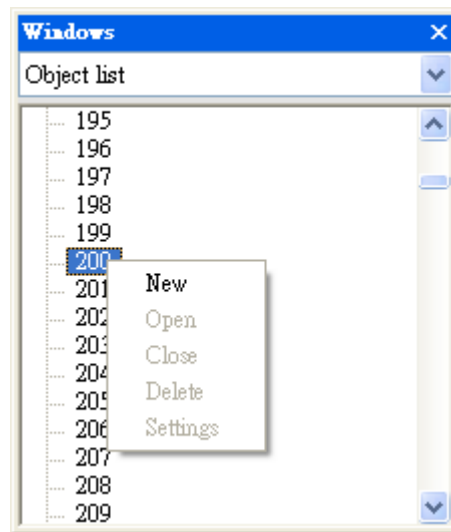 Windows
Object list
195
196
197
198
199
200
201
202
203
204
205
206
207
208
209
New
Open
Close
Delete
Settings